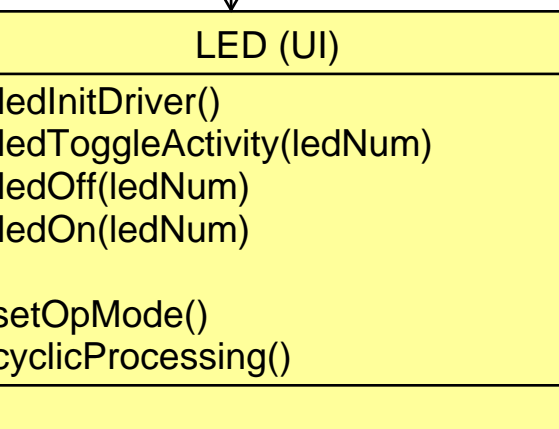 LED (UI)
ledInitDriver()
ledToggleActivity(ledNum)
ledOff(ledNum)
ledOn(ledNum)
setOpMode()
cyclicProcessing()